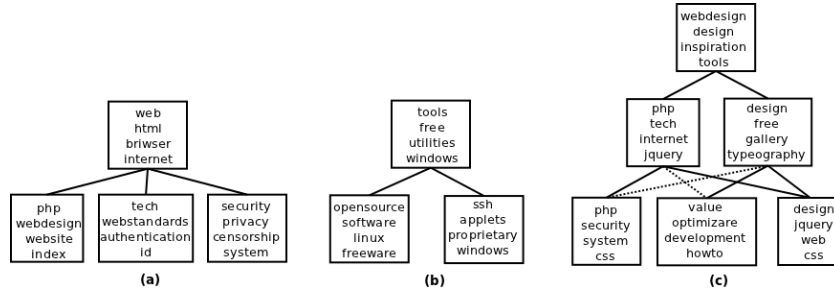 web
html
briwser
internet
php
webdesign
website
index
tech
webstandards
authentication
id
security
privacy
censorship
system
(a)
tools
free
utilities
windows
opensource
software
linux
freeware
ssh
applets
proprietary
windows
(b)
webdesign
design
inspiration
tools
php
tech
internet
jquery
design
free
gallery
typeography
php
security
system
css
value
optimizare
development
howto
design
jquery
web
css
(c)